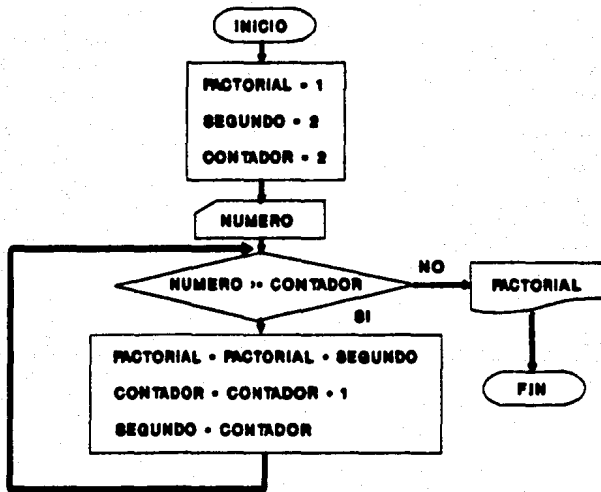 INICIO
FACTORIAL = 1
SEGUNDO = 2
CONTADOR = 2
NUMERO
NUMERO >= CONTADOR
NO
FACTORIAL
SI
FACTORIAL = FACTORIAL * SEGUNDO
CONTADOR = CONTADOR + 1
SEGUNDO = CONTADOR
FIN